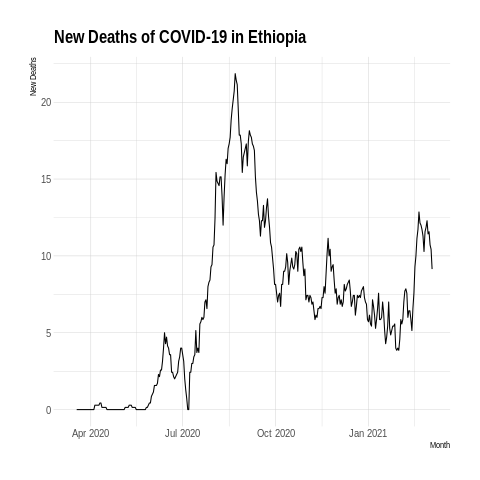 New Deaths of COVID-19 in Ethiopia
New Deaths
20
15
10
5
0
Apr 2020 Jul 2020 Oct 2020 Jan 2021
Month